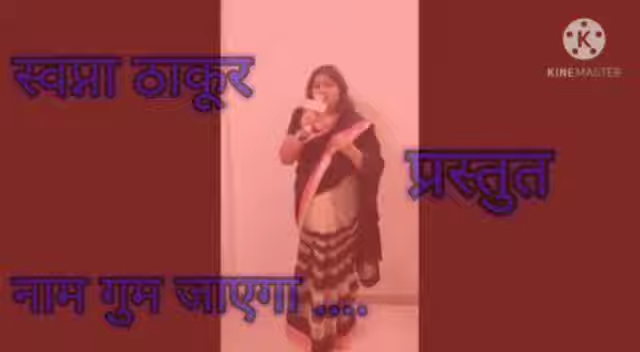 स्वप्ना ठाकूर
KINEMASTER
प्रस्तुत
नाम गुम जाएगा ....